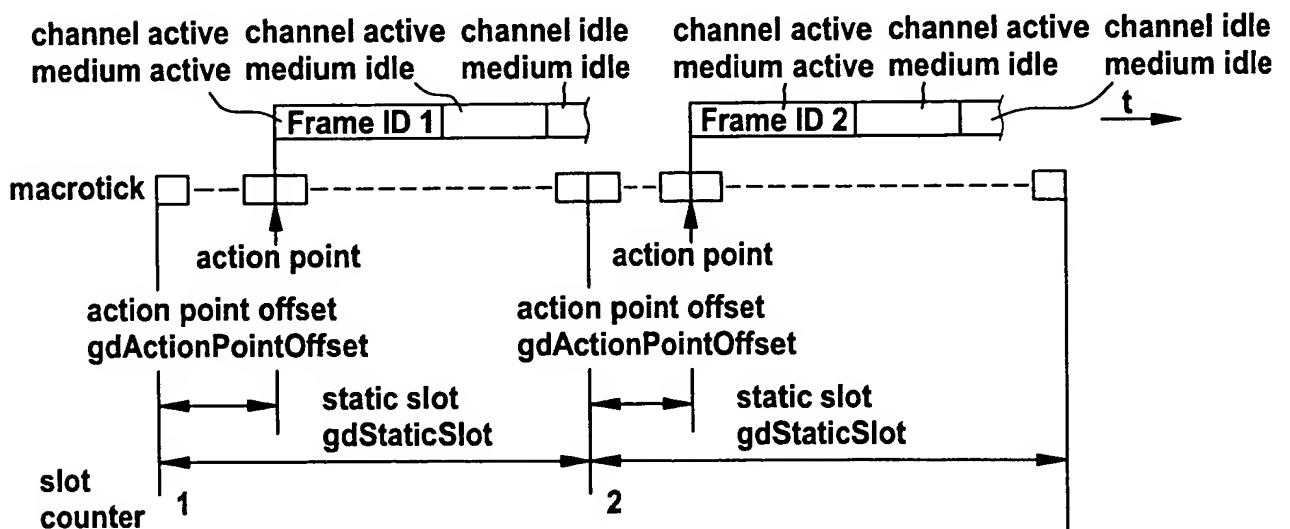 channel active channel active channel idle channel active channel active channel idle
medium active medium idle medium idle medium active medium idle medium idle
t
Frame ID 1 Frame ID 2
macrotick
action point action point
action point offset action point offset
gdActionPointOffset gdActionPointOffset
static slot static slot
gdStaticSlot gdStaticSlot
slot
counter 1 2